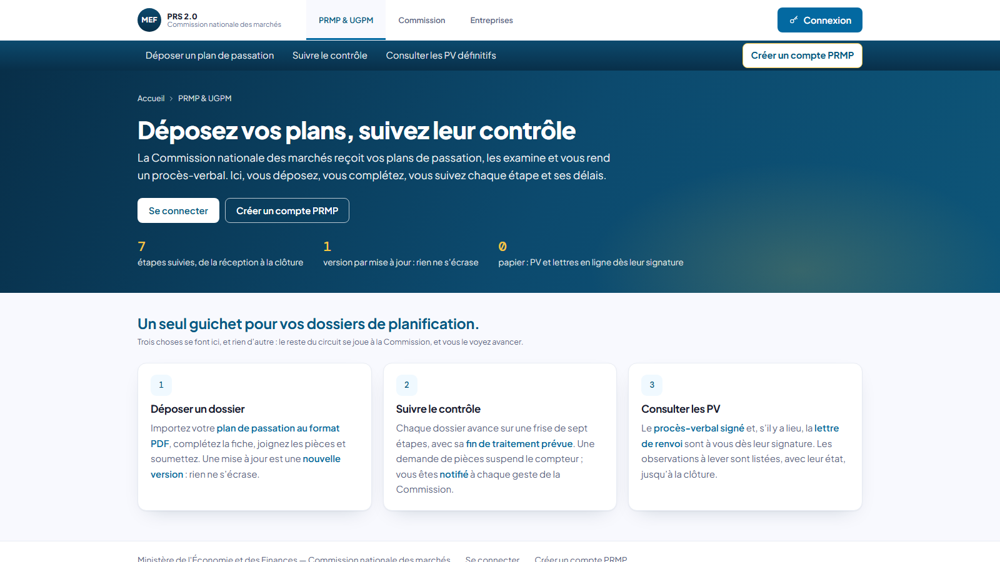 MEF
PRS 2.0
Commission nationale des marchés
PRMP & UGPM
Commission
Entreprises
Connexion
Déposer un plan de passation
Suivre le contrôle
Consulter les PV définitifs
Créer un compte PRMP
Accueil › PRMP & UGPM
Déposez vos plans, suivez leur contrôle
La Commission nationale des marchés reçoit vos plans de passation, les examine et vous rend
un procès-verbal. Ici, vous déposez, vous complétez, vous suivez chaque étape et ses délais.
Se connecter
Créer un compte PRMP
7
étapes suivies, de la réception à la clôture
1
version par mise à jour : rien ne s'écrase
0
papier : PV et lettres en ligne dès leur signature
Un seul guichet pour vos dossiers de planification.
Trois choses se font ici, et rien d'autre : le reste du circuit se joue à la Commission, et vous le voyez avancer.
1
Déposer un dossier
Importez votre plan de passation au format
PDF, complétez la fiche, joignez les pièces et
soumettez. Une mise à jour est une nouvelle
version : rien ne s'écrase.
2
Suivre le contrôle
Chaque dossier avance sur une frise de sept
étapes, avec sa fin de traitement prévue. Une
demande de pièces suspend le compteur ;
vous êtes notifié à chaque geste de la
Commission.
3
Consulter les PV
Le procès-verbal signé et, s'il y a lieu, la lettre
de renvoi sont à vous dès leur signature. Les
observations à lever sont listées, avec leur état,
jusqu'à la clôture.
Ministère de l'Économie et des Finances — Commission nationale des marchés
Se connecter
Créer un compte PRMP